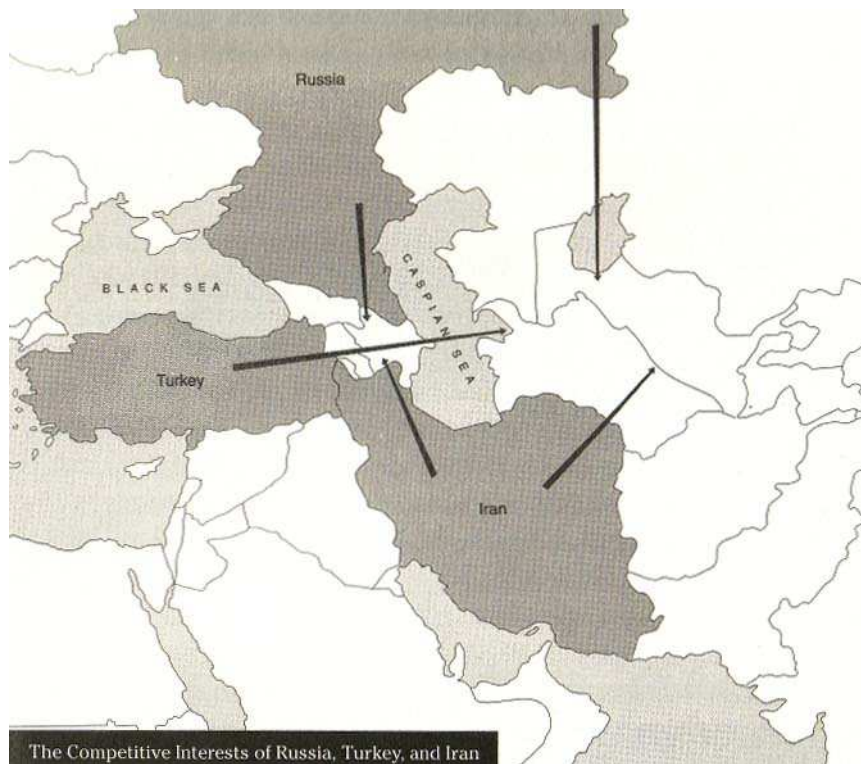 Russia
BLACK SEA
CASPIAN SEA
Turkey
Iran
The Competitive Interests of Russia, Turkey, and Iran